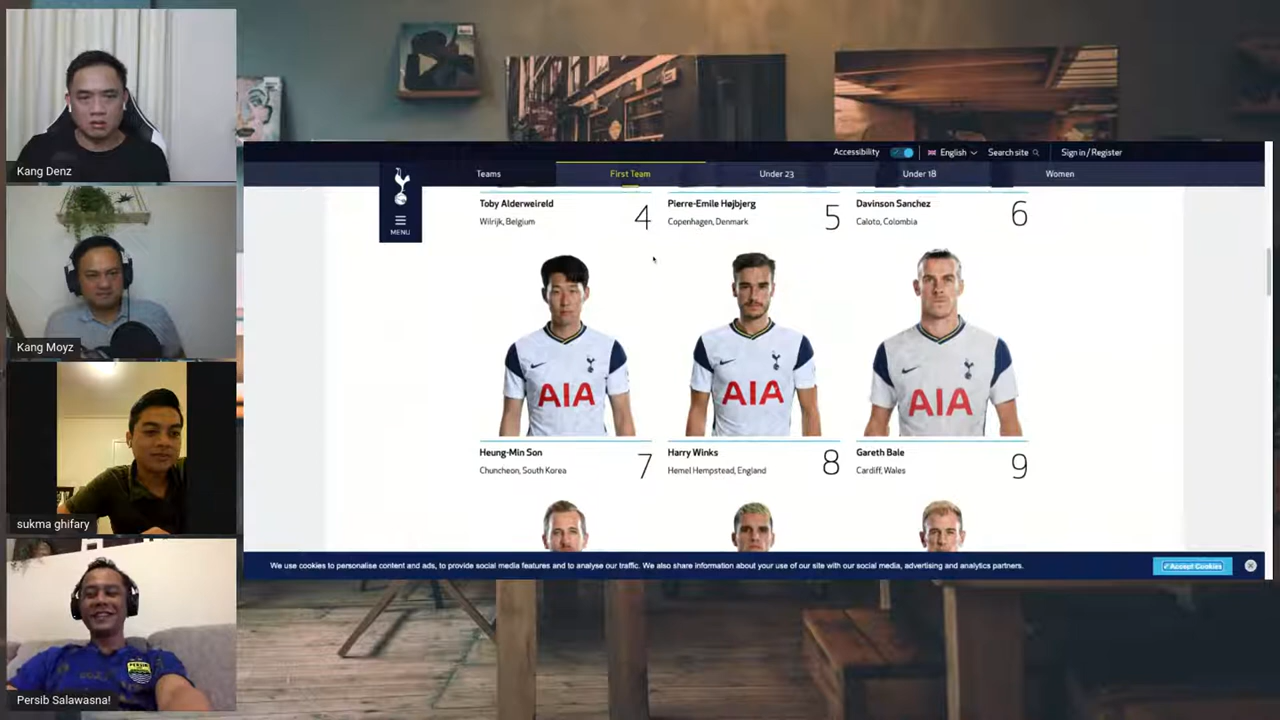 Kang Denz
Kang Moyz
sukma ghifary
Persib Salawasna!
Accessibility
English
Search site
Sign in / Register
Teams
First Team
Under 23
Under 18
Women
MENU
Toby Alderweireld
Wilrijk, Belgium
4
Pierre-Emile Højbjerg
Copenhagen, Denmark
5
Davinson Sanchez
Caloto, Colombia
6
AIA
AIA
AIA
Heung-Min Son
Chuncheon, South Korea
7
Harry Winks
Hemel Hempstead, England
8
Gareth Bale
Cardiff, Wales
9
We use cookies to personalise content and ads, to provide social media features and to analyse our traffic. We also share information about your use of our site with our social media, advertising and analytics partners.
Accept Cookies
PERSIB